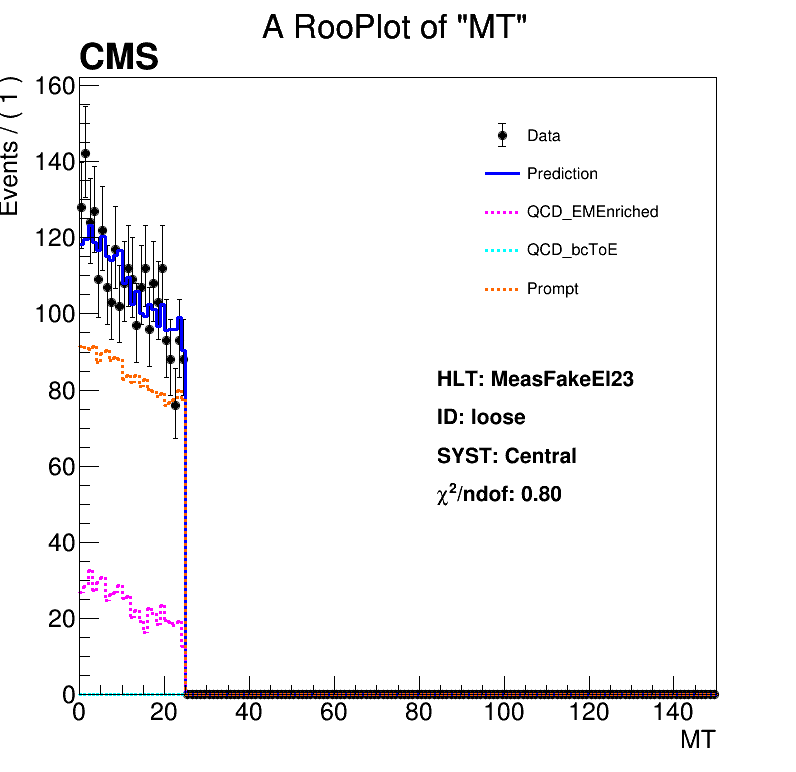 A RooPlot of "MT"
CMS
Events / ( 1 )
160
140
120
100
80
60
40
20
0
Data
Prediction
QCD_EMEnriched
QCD_bcToE
Prompt
HLT: MeasFakeEl23
ID: loose
SYST: Central
χ²/ndof: 0.80
0 20 40 60 80 100 120 140
MT